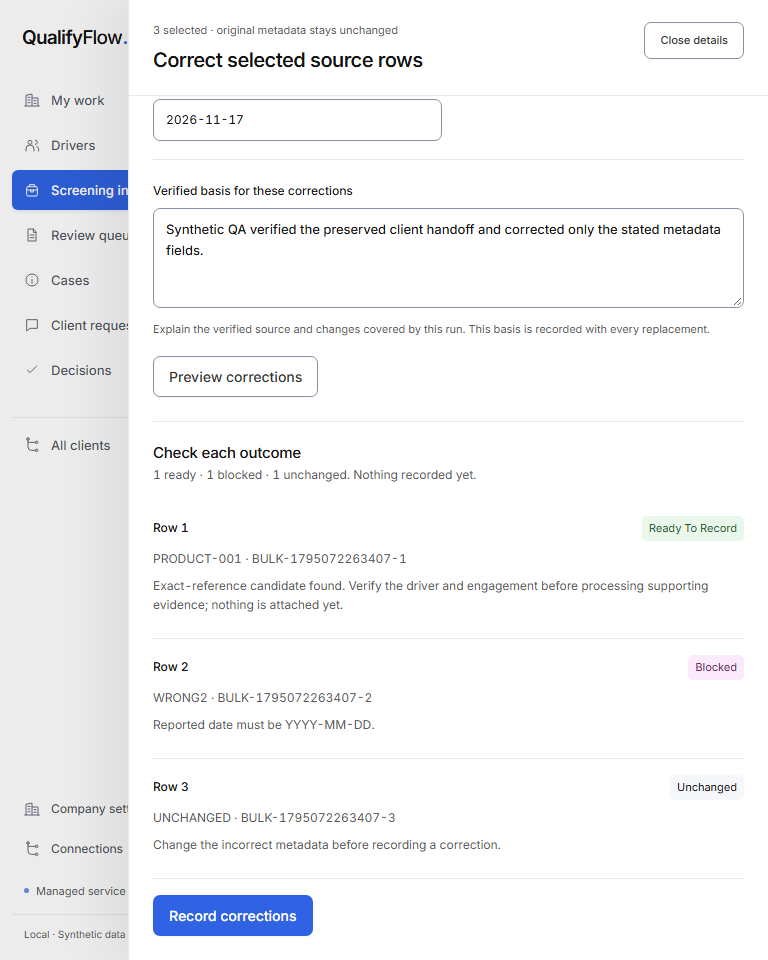 QualifyFlow.
My work
Drivers
Screening in
Review queu
Cases
Client reques
Decisions
All clients
Company sett
Connections
Managed service
Local · Synthetic data
3 selected · original metadata stays unchanged
Correct selected source rows
Close details
2026-11-17
Verified basis for these corrections
Synthetic QA verified the preserved client handoff and corrected only the stated metadata
fields.
Explain the verified source and changes covered by this run. This basis is recorded with every replacement.
Preview corrections
Check each outcome
1 ready · 1 blocked · 1 unchanged. Nothing recorded yet.
Row 1
Ready To Record
PRODUCT-001 · BULK-1795072263407-1
Exact-reference candidate found. Verify the driver and engagement before processing supporting
evidence; nothing is attached yet.
Row 2
Blocked
WRONG2 · BULK-1795072263407-2
Reported date must be YYYY-MM-DD.
Row 3
Unchanged
UNCHANGED · BULK-1795072263407-3
Change the incorrect metadata before recording a correction.
Record corrections